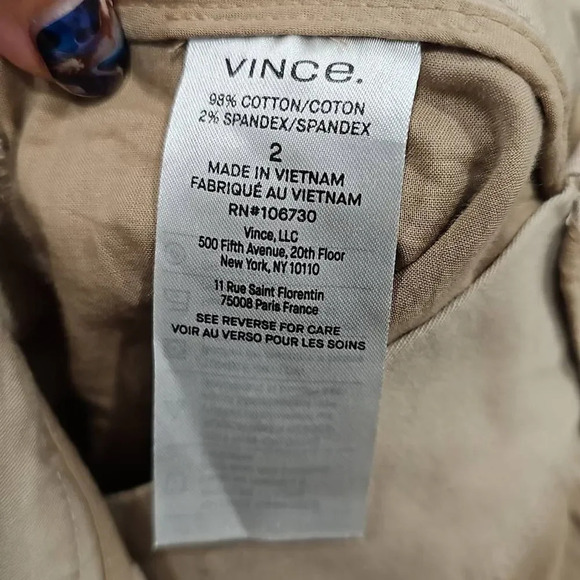 VINCe.
98% COTTON/COTON
2% SPANDEX/SPANDEX
2
MADE IN VIETNAM
FABRIQUÉ AU VIETNAM
RN#106730
Vince, LLC
500 Fifth Avenue, 20th Floor
New York, NY 10110
11 Rue Saint Florentin
75008 Paris France
SEE REVERSE FOR CARE
VOIR AU VERSO POUR LES SOINS